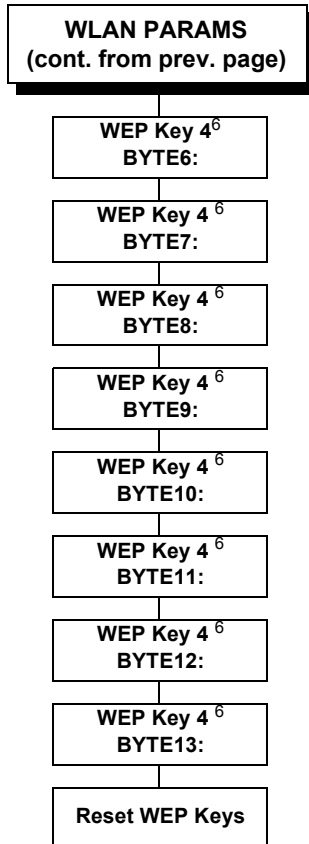 WLAN PARAMS
(cont. from prev. page)
WEP Key 4⁶
BYTE6:
WEP Key 4 ⁶
BYTE7:
WEP Key 4 ⁶
BYTE8:
WEP Key 4 ⁶
BYTE9:
WEP Key 4 ⁶
BYTE10:
WEP Key 4 ⁶
BYTE11:
WEP Key 4 ⁶
BYTE12:
WEP Key 4 ⁶
BYTE13:
Reset WEP Keys